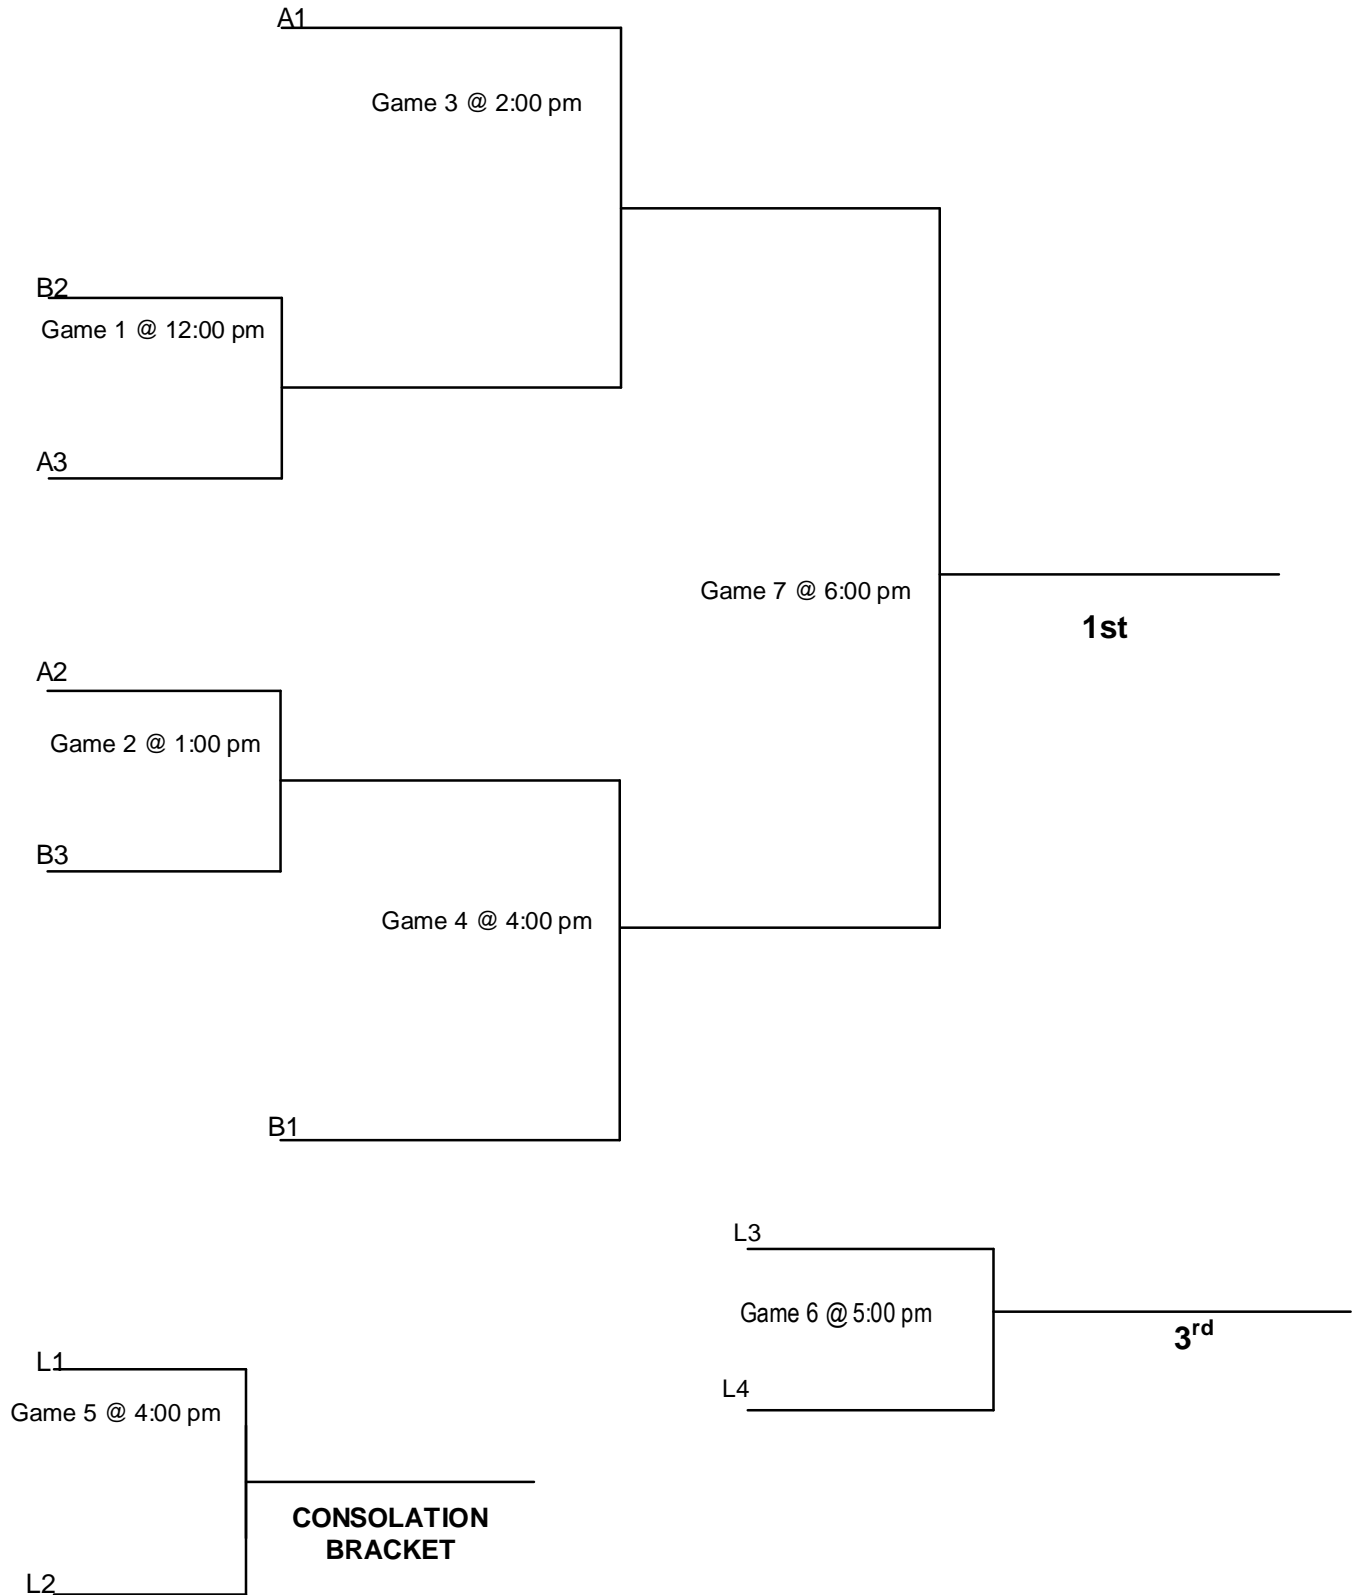 A1
Game 3 @ 2:00 pm
B2
Game 1 @ 12:00 pm
A3
Game 7 @ 6:00 pm
1st
A2
Game 2 @ 1:00 pm
B3
Game 4 @ 4:00 pm
B1
L3
Game 6 @ 5:00 pm
3rd
L4
L1
Game 5 @ 4:00 pm
CONSOLATION
BRACKET
L2